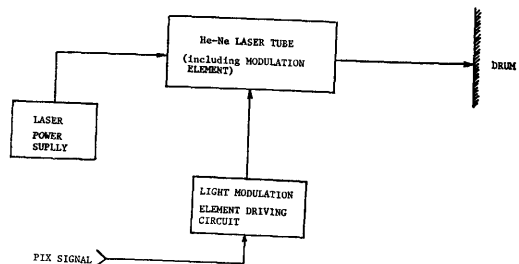 He-Ne LASER TUBE
(including MODULATION
ELEMENT)
DRUM
LASER
POWER
SUPLLY
LIGHT MODULATION
ELEMENT DRIVING
CIRCUIT
PIX SIGNAL